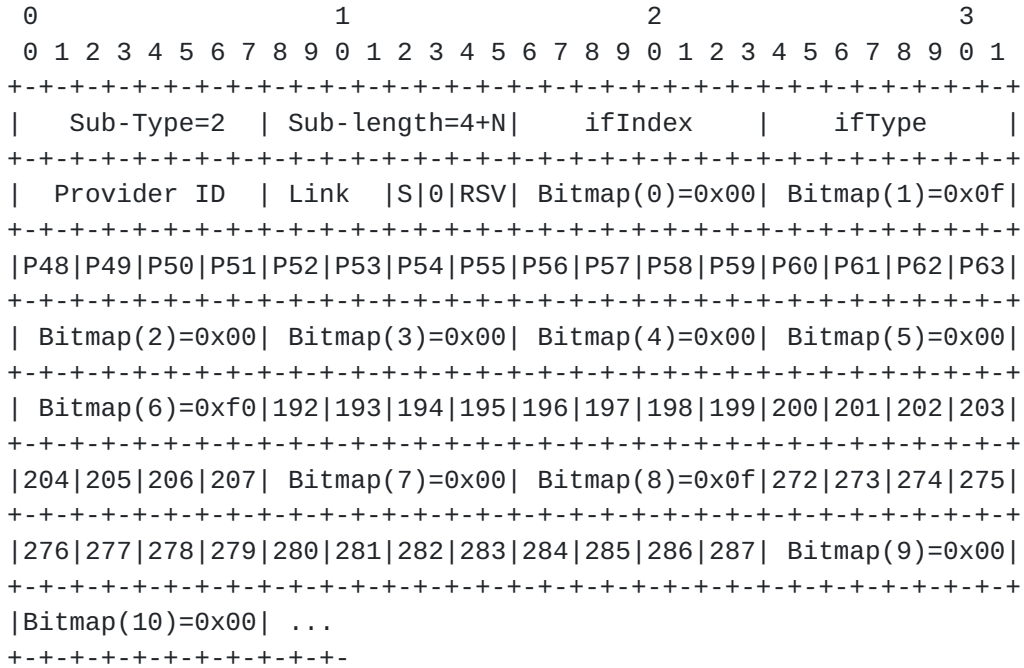 0                   1                   2                   3
 0 1 2 3 4 5 6 7 8 9 0 1 2 3 4 5 6 7 8 9 0 1 2 3 4 5 6 7 8 9 0 1
+-+-+-+-+-+-+-+-+-+-+-+-+-+-+-+-+-+-+-+-+-+-+-+-+-+-+-+-+-+-+-+-+
|   Sub-Type=2  | Sub-length=4+N|    ifIndex    |    ifType     |
+-+-+-+-+-+-+-+-+-+-+-+-+-+-+-+-+-+-+-+-+-+-+-+-+-+-+-+-+-+-+-+-+
|  Provider ID  | Link  |S|0|RSV| Bitmap(0)=0x00| Bitmap(1)=0x0f|
+-+-+-+-+-+-+-+-+-+-+-+-+-+-+-+-+-+-+-+-+-+-+-+-+-+-+-+-+-+-+-+-+
|P48|P49|P50|P51|P52|P53|P54|P55|P56|P57|P58|P59|P60|P61|P62|P63|
+-+-+-+-+-+-+-+-+-+-+-+-+-+-+-+-+-+-+-+-+-+-+-+-+-+-+-+-+-+-+-+-+
| Bitmap(2)=0x00| Bitmap(3)=0x00| Bitmap(4)=0x00| Bitmap(5)=0x00|
+-+-+-+-+-+-+-+-+-+-+-+-+-+-+-+-+-+-+-+-+-+-+-+-+-+-+-+-+-+-+-+-+
| Bitmap(6)=0xf0|192|193|194|195|196|197|198|199|200|201|202|203|
+-+-+-+-+-+-+-+-+-+-+-+-+-+-+-+-+-+-+-+-+-+-+-+-+-+-+-+-+-+-+-+-+
|204|205|206|207| Bitmap(7)=0x00| Bitmap(8)=0x0f|272|273|274|275|
+-+-+-+-+-+-+-+-+-+-+-+-+-+-+-+-+-+-+-+-+-+-+-+-+-+-+-+-+-+-+-+-+
|276|277|278|279|280|281|282|283|284|285|286|287| Bitmap(9)=0x00|
+-+-+-+-+-+-+-+-+-+-+-+-+-+-+-+-+-+-+-+-+-+-+-+-+-+-+-+-+-+-+-+-+
|Bitmap(10)=0x00| ...
+-+-+-+-+-+-+-+-+-+-+-